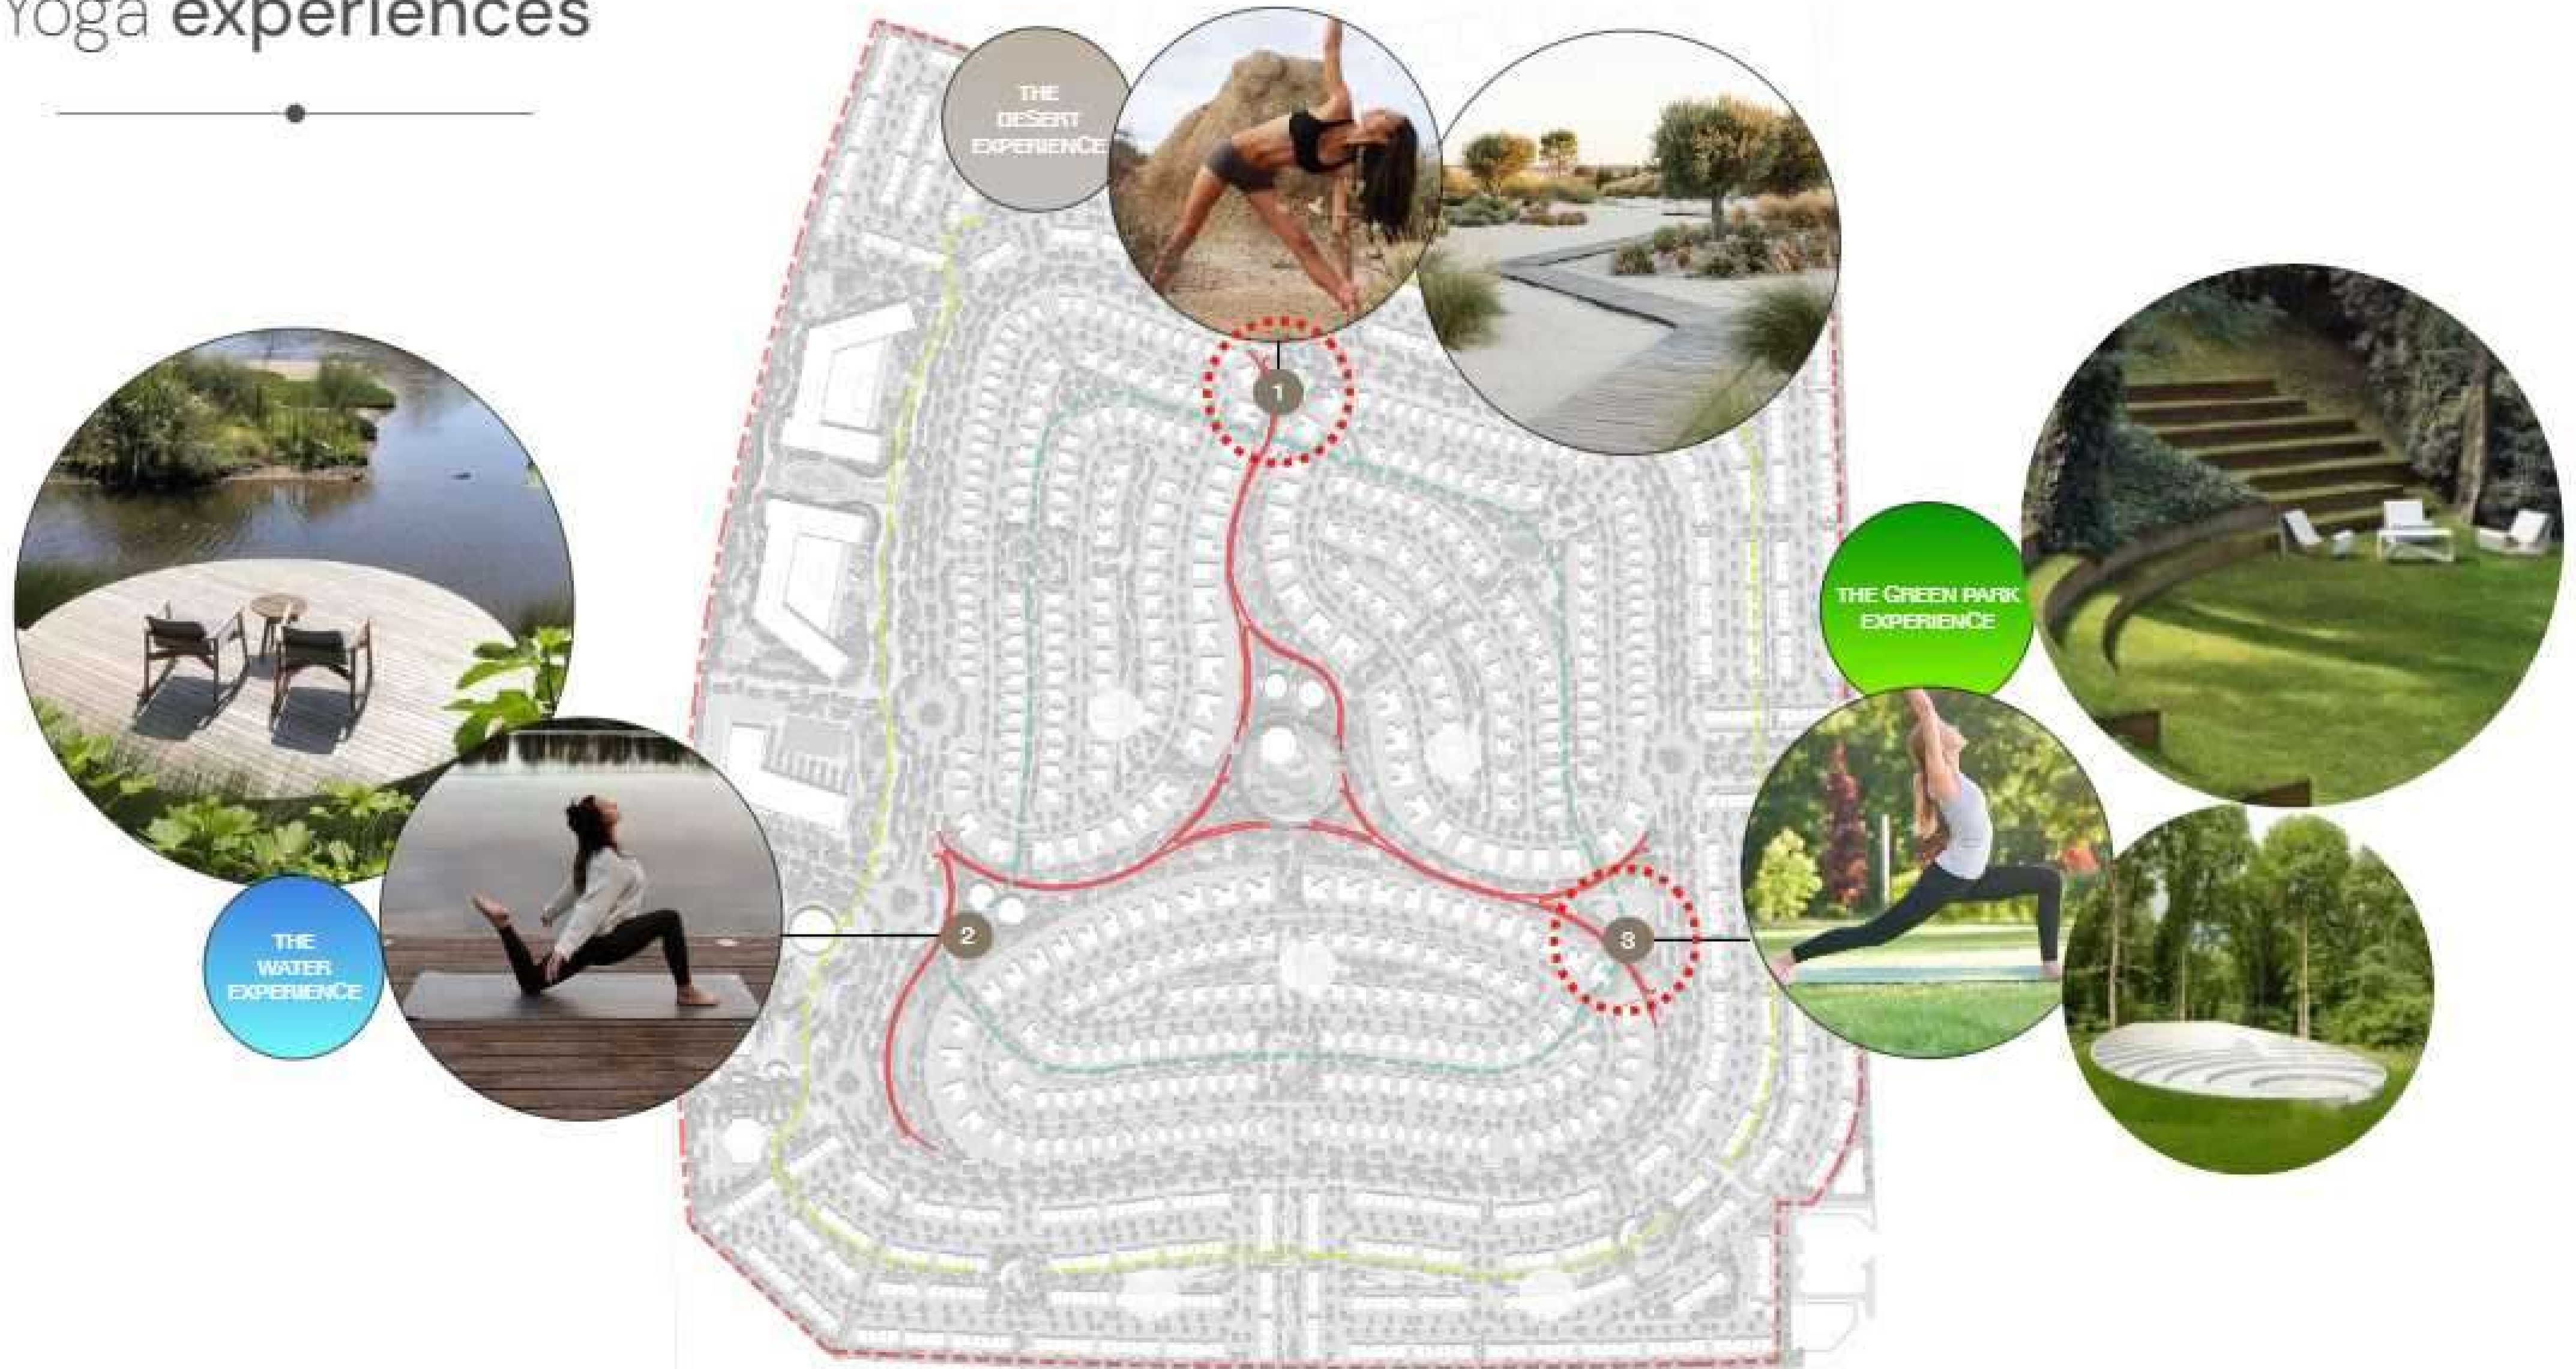 Yoga experiences
THE
DESERT
EXPERIENCE
1
THE GREEN PARK
EXPERIENCE
2
3
THE
WATER
EXPERIENCE